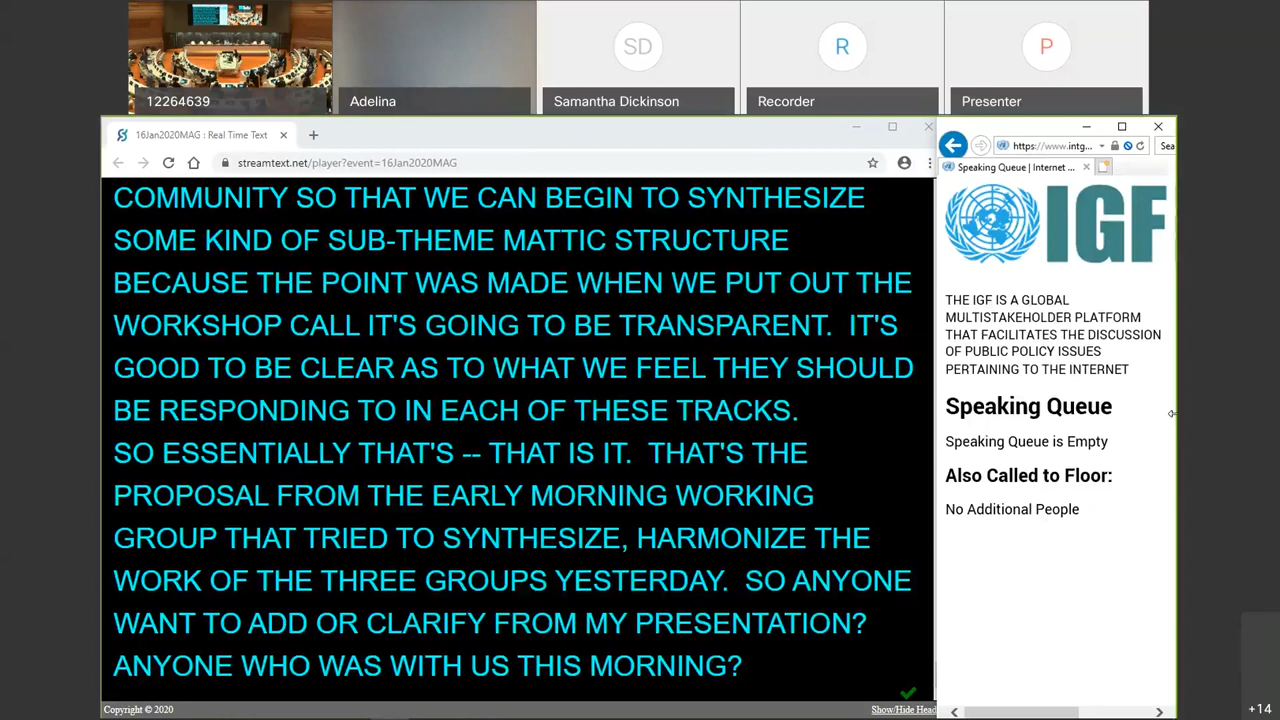 SD
R
P
12264639
Adelina
Samantha Dickinson
Recorder
Presenter
16Jan2020MAG : Real Time Text
streamtext.net/player?event=16Jan2020MAG
COMMUNITY SO THAT WE CAN BEGIN TO SYNTHESIZE
SOME KIND OF SUB-THEME MATTIC STRUCTURE
BECAUSE THE POINT WAS MADE WHEN WE PUT OUT THE
WORKSHOP CALL IT'S GOING TO BE TRANSPARENT.  IT'S
GOOD TO BE CLEAR AS TO WHAT WE FEEL THEY SHOULD
BE RESPONDING TO IN EACH OF THESE TRACKS.
SO ESSENTIALLY THAT'S -- THAT IS IT.  THAT'S THE
PROPOSAL FROM THE EARLY MORNING WORKING
GROUP THAT TRIED TO SYNTHESIZE, HARMONIZE THE
WORK OF THE THREE GROUPS YESTERDAY.  SO ANYONE
WANT TO ADD OR CLARIFY FROM MY PRESENTATION?
ANYONE WHO WAS WITH US THIS MORNING?
Copyright © 2020
Show/Hide Head
https://www.intg...
Sea
Speaking Queue | Internet ...
IGF
THE IGF IS A GLOBAL
MULTISTAKEHOLDER PLATFORM
THAT FACILITATES THE DISCUSSION
OF PUBLIC POLICY ISSUES
PERTAINING TO THE INTERNET
Speaking Queue
Speaking Queue is Empty
Also Called to Floor:
No Additional People
+14